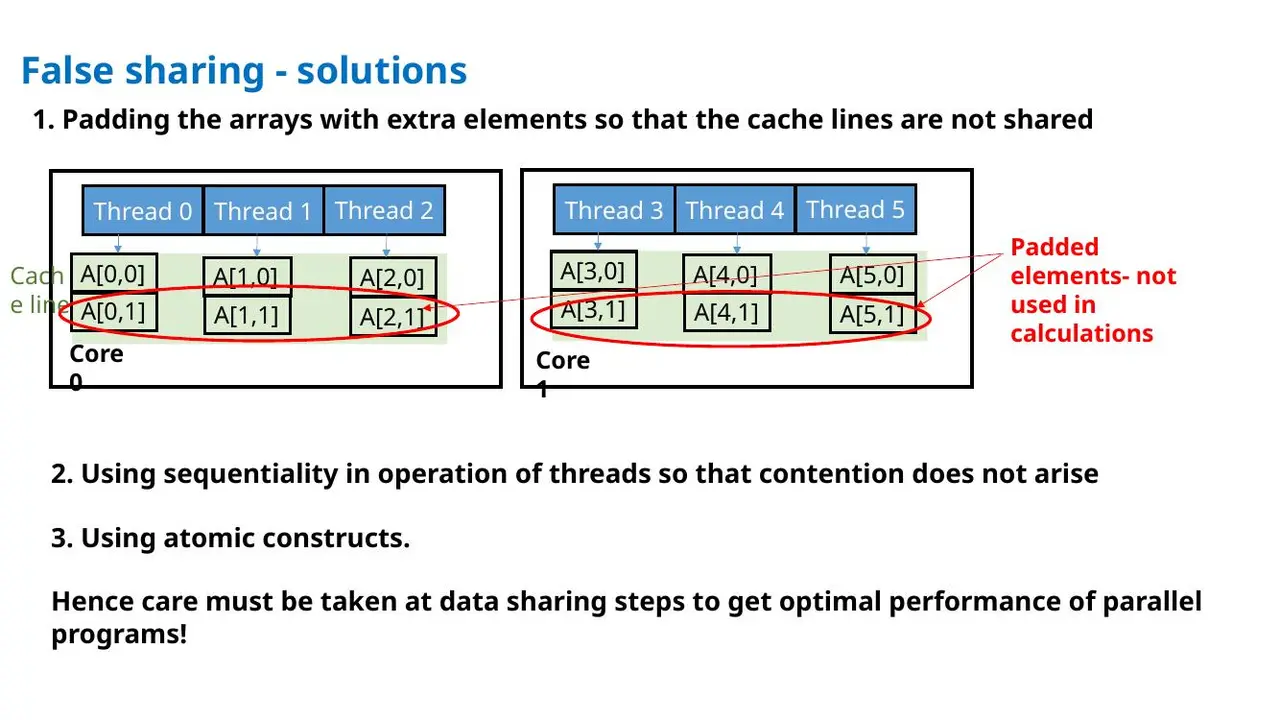 False sharing - solutions
1. Padding the arrays with extra elements so that the cache lines are not shared
Thread 0 Thread 1 Thread 2
Thread 3 Thread 4 Thread 5
Cach
e line
A[0,0] A[1,0] A[2,0]
A[0,1] A[1,1] A[2,1]
Core
0
A[3,0] A[4,0] A[5,0]
A[3,1] A[4,1] A[5,1]
Core
1
Padded
elements- not
used in
calculations
2. Using sequentiality in operation of threads so that contention does not arise
3. Using atomic constructs.
Hence care must be taken at data sharing steps to get optimal performance of parallel
programs!